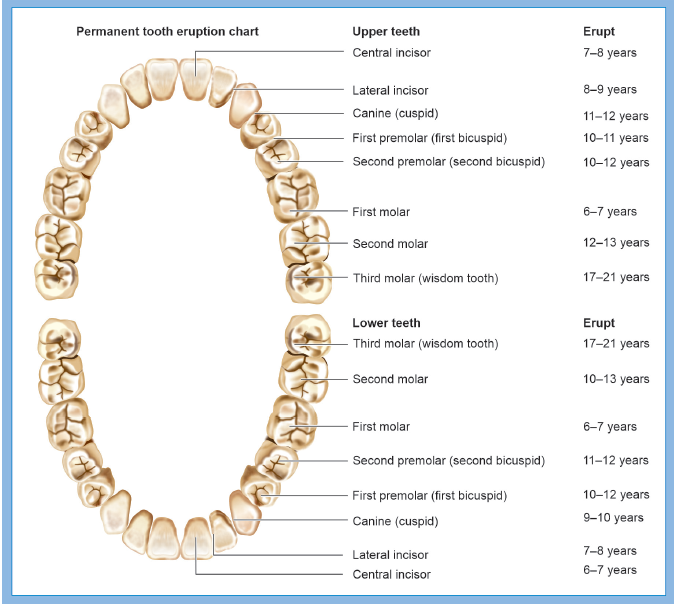 Permanent tooth eruption chart Upper teeth Erupt
Central incisor 7–8 years
Lateral incisor 8–9 years
Canine (cuspid) 11–12 years
First premolar (first bicuspid) 10–11 years
Second premolar (second bicuspid) 10–12 years
First molar 6–7 years
Second molar 12–13 years
Third molar (wisdom tooth) 17–21 years
Lower teeth Erupt
Third molar (wisdom tooth) 17–21 years
Second molar 10–13 years
First molar 6–7 years
Second premolar (second bicuspid) 11–12 years
First premolar (first bicuspid) 10–12 years
Canine (cuspid) 9–10 years
Lateral incisor 7–8 years
Central incisor 6–7 years